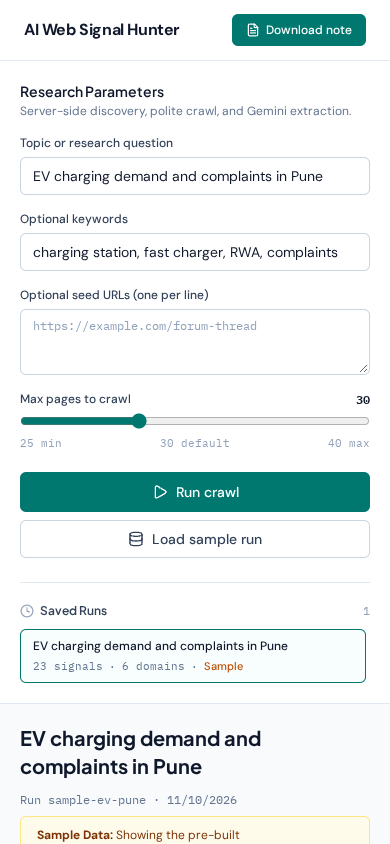 AI Web Signal Hunter
Download note
Research Parameters
Server-side discovery, polite crawl, and Gemini extraction.
Topic or research question
EV charging demand and complaints in Pune
Optional keywords
charging station, fast charger, RWA, complaints
Optional seed URLs (one per line)
https://example.com/forum-thread
Max pages to crawl 30
25 min 30 default 40 max
Run crawl
Load sample run
Saved Runs 1
EV charging demand and complaints in Pune
23 signals · 6 domains · Sample
EV charging demand and
complaints in Pune
Run sample-ev-pune · 11/10/2026
Sample Data: Showing the pre-built